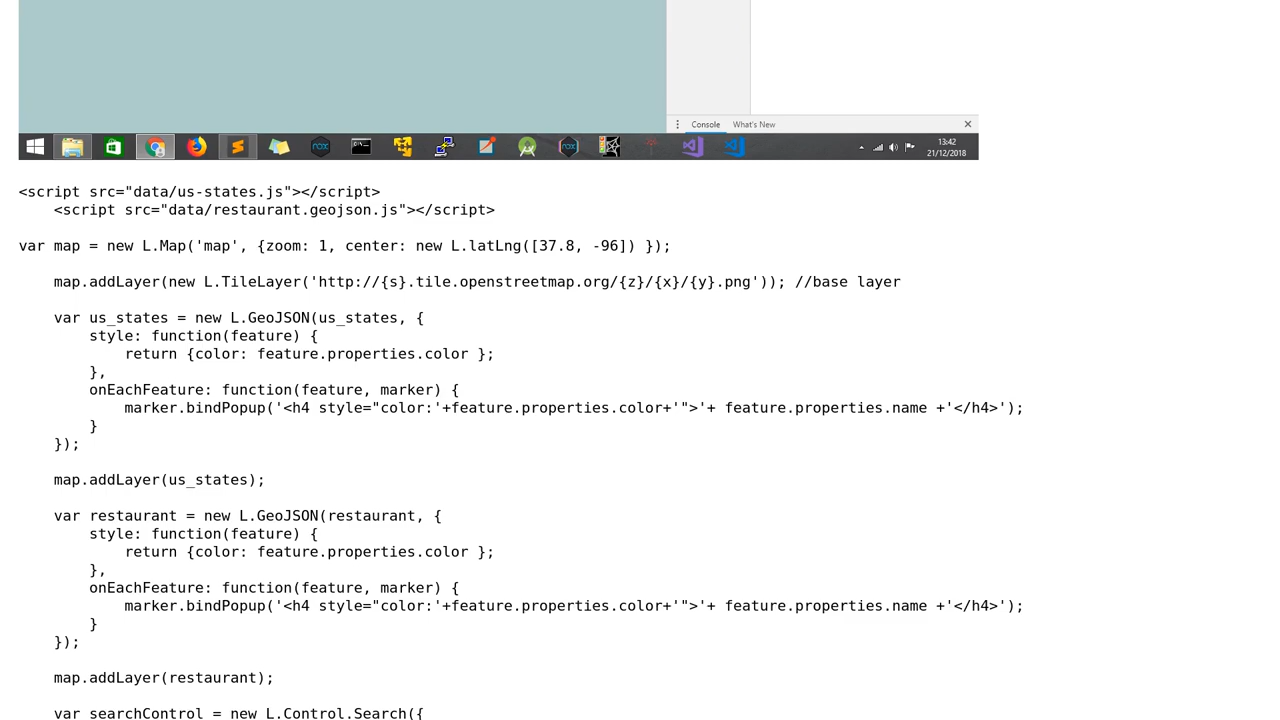 Console What's New
nox nox
13:42
21/12/2018
<script src="data/us-states.js"></script>
    <script src="data/restaurant.geojson.js"></script>
var map = new L.Map('map', {zoom: 1, center: new L.latLng([37.8, -96]) });
    map.addLayer(new L.TileLayer('http://{s}.tile.openstreetmap.org/{z}/{x}/{y}.png')); //base layer
    var us_states = new L.GeoJSON(us_states, {
        style: function(feature) {
            return {color: feature.properties.color };
        },
        onEachFeature: function(feature, marker) {
            marker.bindPopup('<h4 style="color:'+feature.properties.color+'">'+ feature.properties.name +'</h4>');
        }
    });
    map.addLayer(us_states);
    var restaurant = new L.GeoJSON(restaurant, {
        style: function(feature) {
            return {color: feature.properties.color };
        },
        onEachFeature: function(feature, marker) {
            marker.bindPopup('<h4 style="color:'+feature.properties.color+'">'+ feature.properties.name +'</h4>');
        }
    });
    map.addLayer(restaurant);
    var searchControl = new L.Control.Search({